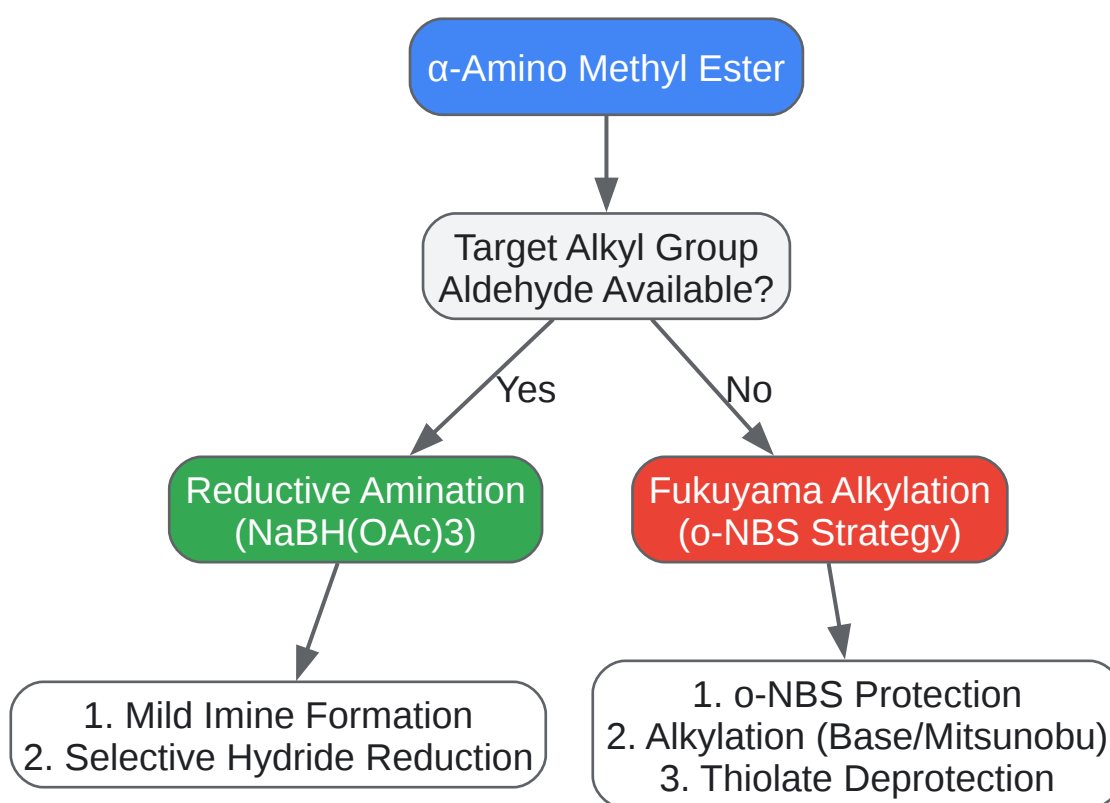 α-Amino Methyl Ester
Target Alkyl Group
Aldehyde Available?
Yes
No
Reductive Amination
(NaBH(OAc)3)
Fukuyama Alkylation
(o-NBS Strategy)
1. Mild Imine Formation
2. Selective Hydride Reduction
1. o-NBS Protection
2. Alkylation (Base/Mitsunobu)
3. Thiolate Deprotection